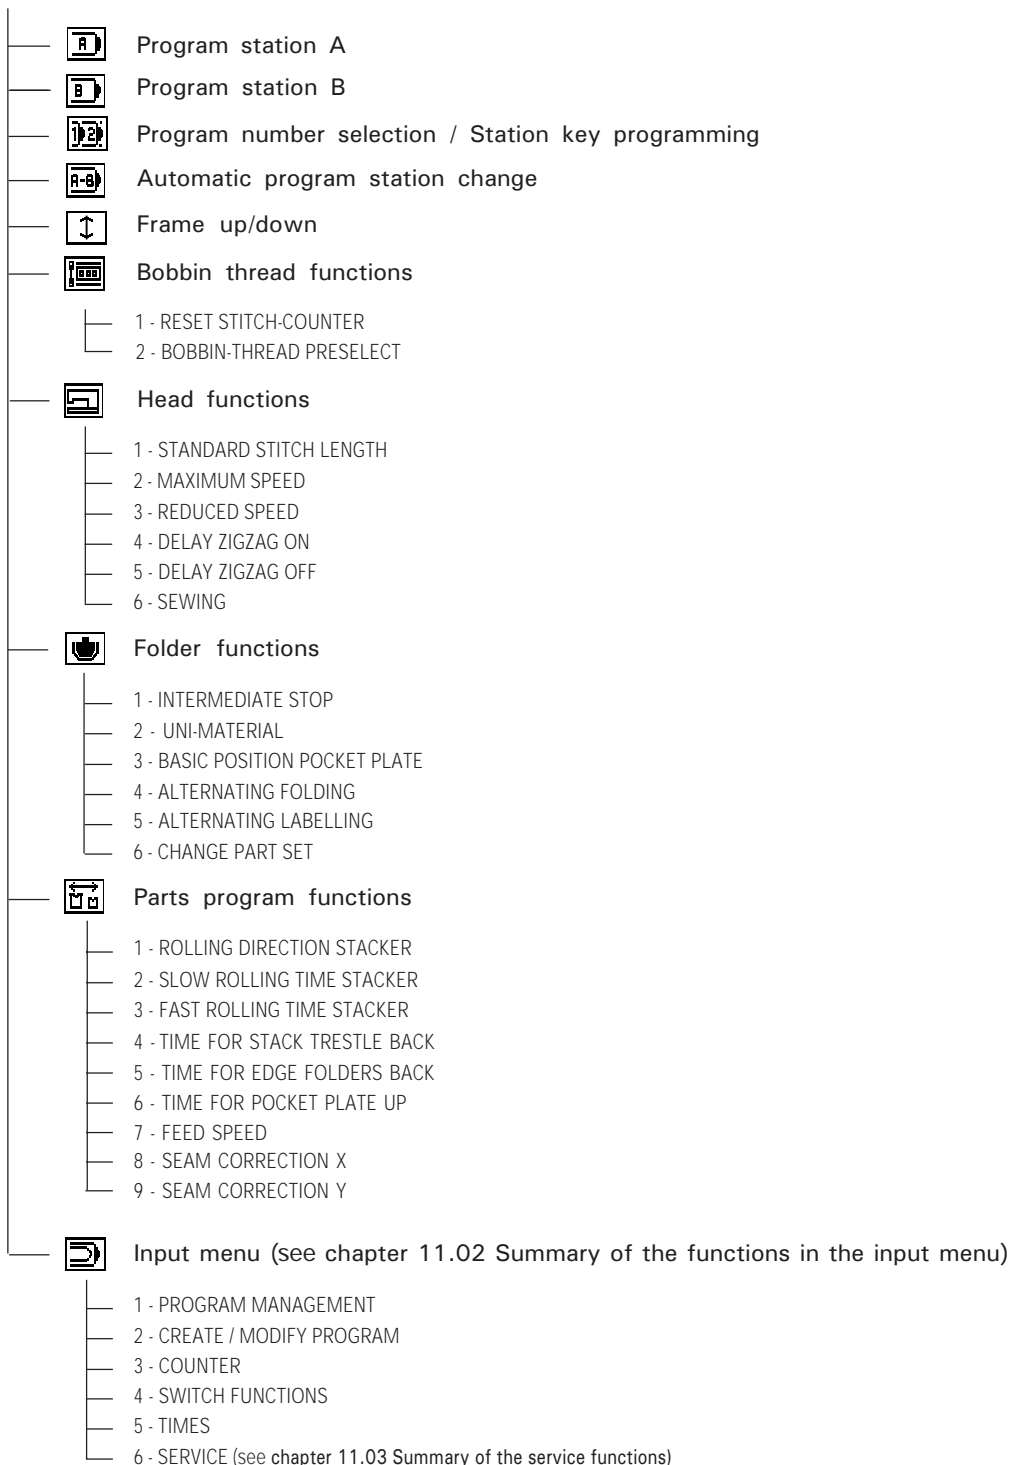 A Program station A
B Program station B
1 2 Program number selection / Station key programming
A-B Automatic program station change
Frame up/down
Bobbin thread functions
1 - RESET STITCH-COUNTER
2 - BOBBIN-THREAD PRESELECT
Head functions
1 - STANDARD STITCH LENGTH
2 - MAXIMUM SPEED
3 - REDUCED SPEED
4 - DELAY ZIGZAG ON
5 - DELAY ZIGZAG OFF
6 - SEWING
Folder functions
1 - INTERMEDIATE STOP
2 - UNI-MATERIAL
3 - BASIC POSITION POCKET PLATE
4 - ALTERNATING FOLDING
5 - ALTERNATING LABELLING
6 - CHANGE PART SET
Parts program functions
1 - ROLLING DIRECTION STACKER
2 - SLOW ROLLING TIME STACKER
3 - FAST ROLLING TIME STACKER
4 - TIME FOR STACK TRESTLE BACK
5 - TIME FOR EDGE FOLDERS BACK
6 - TIME FOR POCKET PLATE UP
7 - FEED SPEED
8 - SEAM CORRECTION X
9 - SEAM CORRECTION Y
Input menu (see chapter 11.02 Summary of the functions in the input menu)
1 - PROGRAM MANAGEMENT
2 - CREATE / MODIFY PROGRAM
3 - COUNTER
4 - SWITCH FUNCTIONS
5 - TIMES
6 - SERVICE (see chapter 11.03 Summary of the service functions)